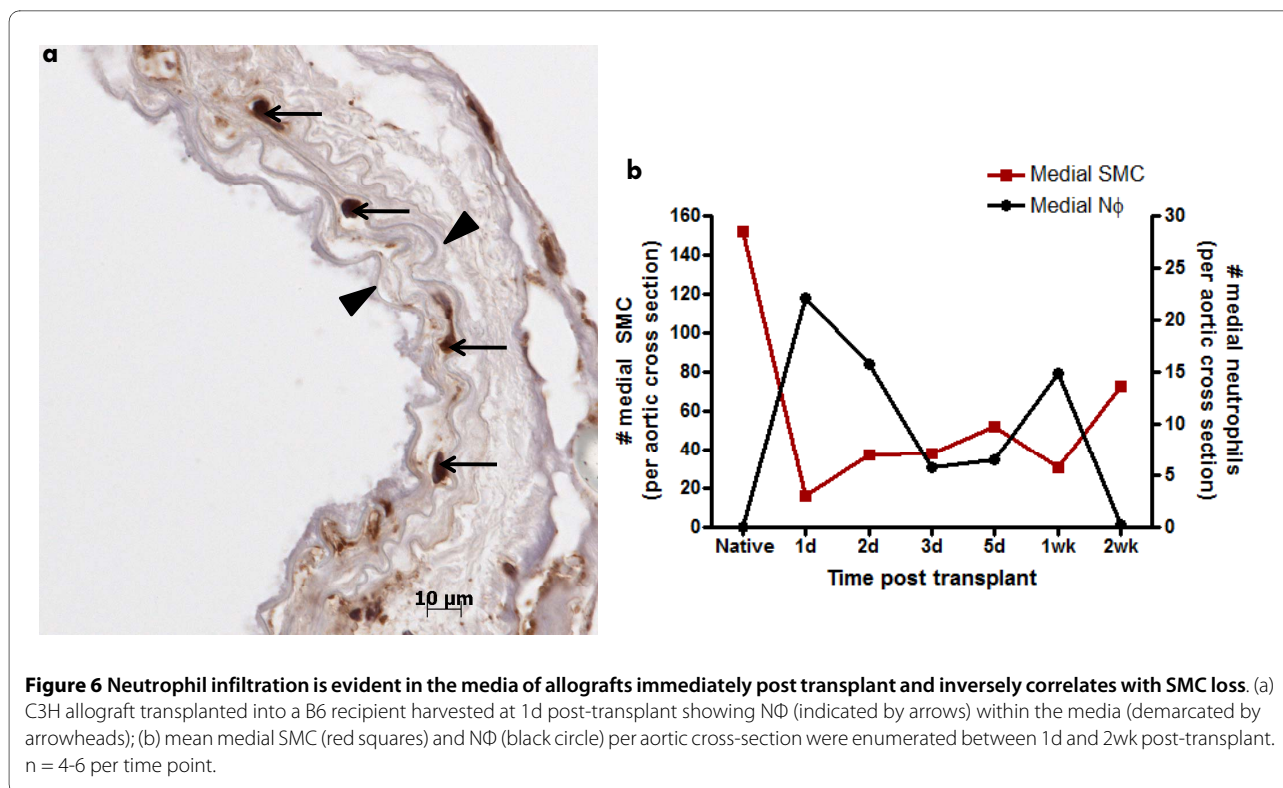 a
10 µm
b
Medial SMC
Medial Nϕ
160
140
120
100
80
60
40
20
0
# medial SMC
(per aortic cross section)
30
25
20
15
10
5
0
# medial neutrophils
(per aortic cross section)
Native 1d 2d 3d 5d 1wk 2wk
Time post transplant
Figure 6 Neutrophil infiltration is evident in the media of allografts immediately post transplant and inversely correlates with SMC loss. (a)
C3H allograft transplanted into a B6 recipient harvested at 1d post-transplant showing NΦ (indicated by arrows) within the media (demarcated by
arrowheads); (b) mean medial SMC (red squares) and NΦ (black circle) per aortic cross-section were enumerated between 1d and 2wk post-transplant.
n = 4-6 per time point.